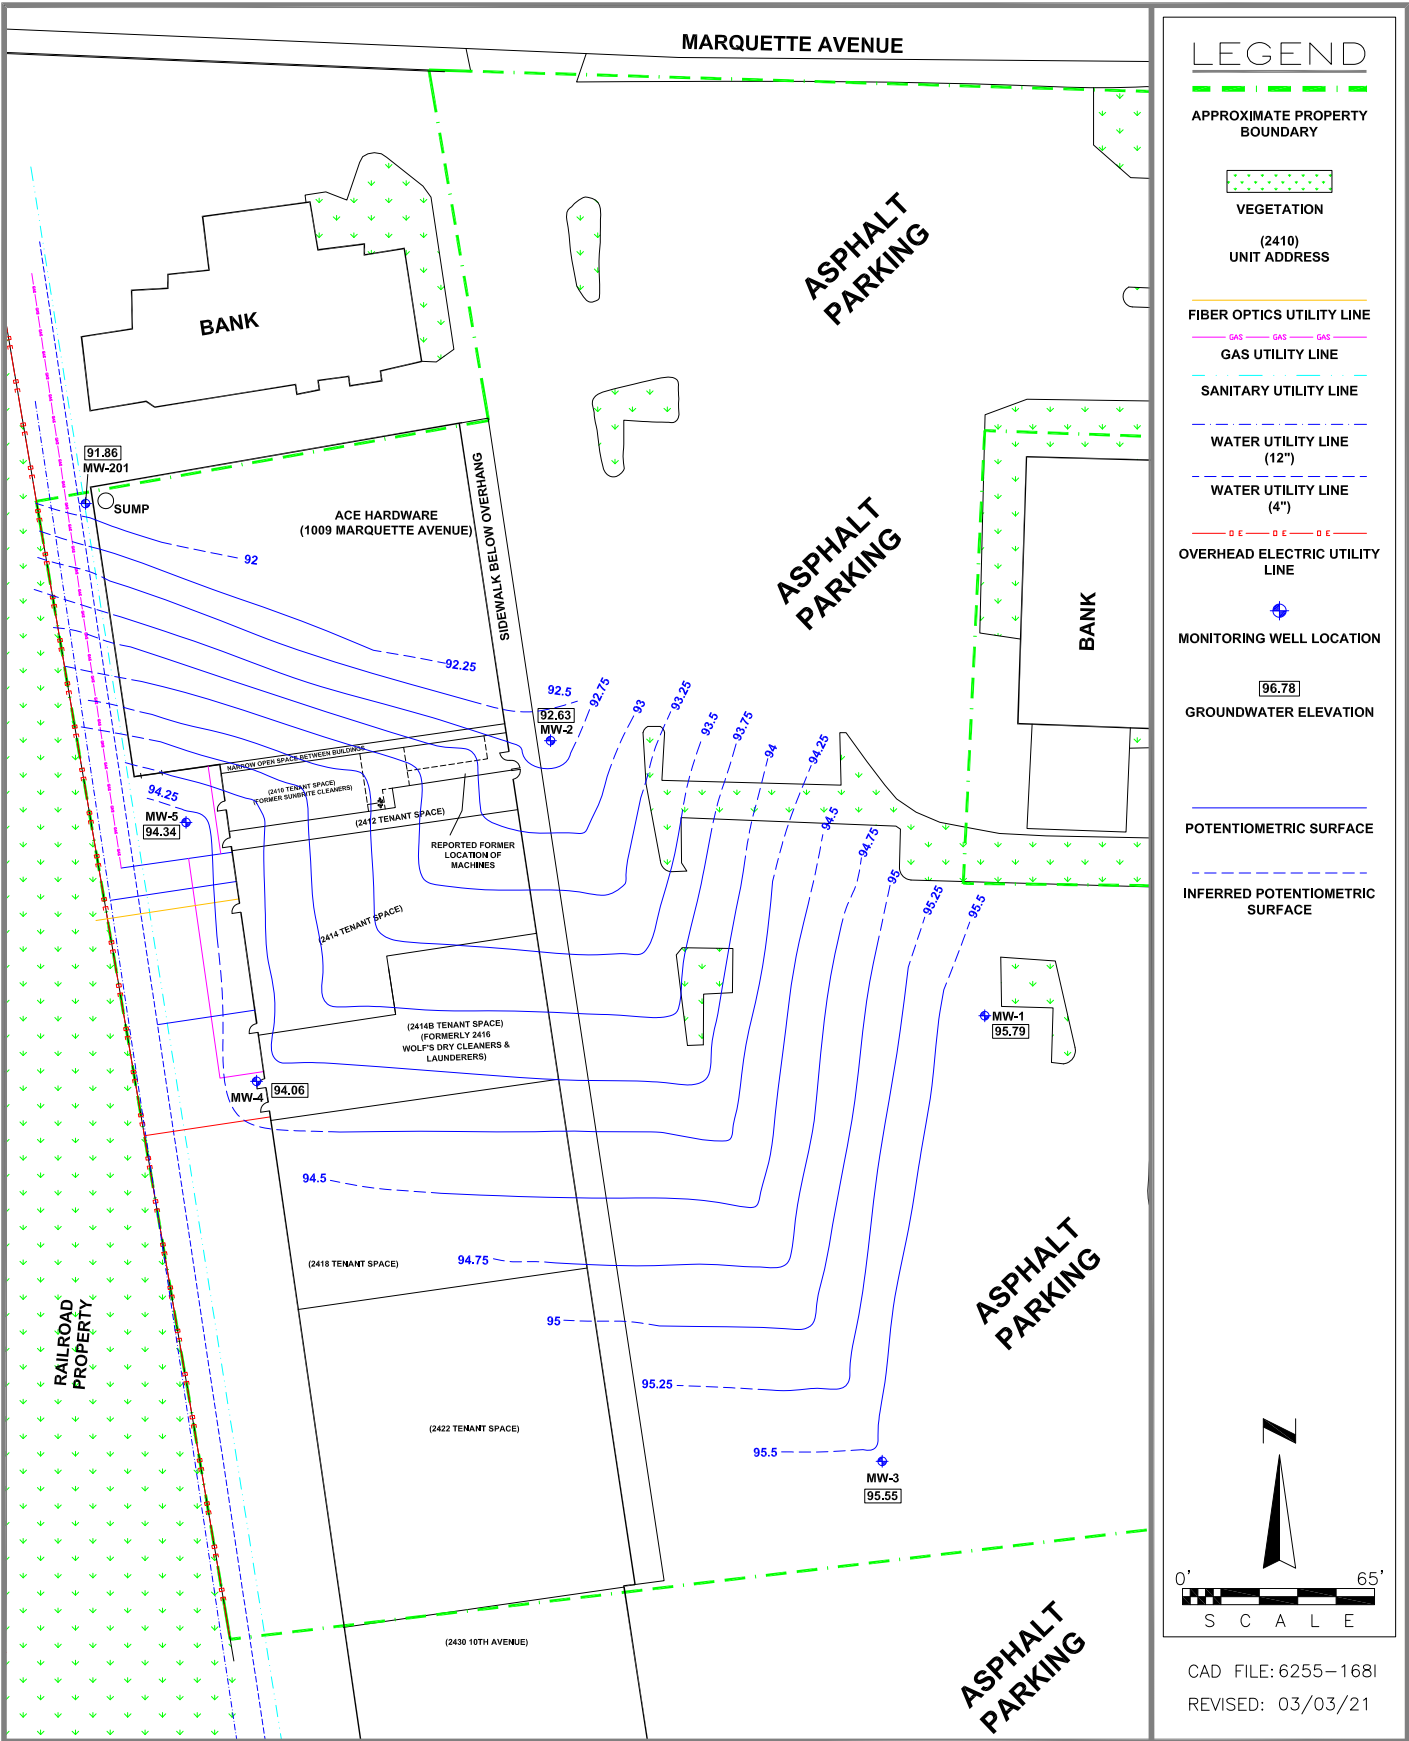 MARQUETTE AVENUE
ASPHALT
PARKING
BANK
91.86
MW-201
SUMP
ACE HARDWARE
(1009 MARQUETTE AVENUE)
SIDEWALK BELOW OVERHANG
ASPHALT
PARKING
BANK
92
92.25
92.5
92.75
93
93.25
93.5
93.75
94
94.25
94.5
94.75
95
95.25
95.5
92.63
MW-2
NARROW OPEN SPACE BETWEEN BUILDINGS
(2410 TENANT SPACE)
(FORMER SUNBRITE CLEANERS)
(2412 TENANT SPACE)
REPORTED FORMER
LOCATION OF
MACHINES
94.25
MW-5
94.34
(2414 TENANT SPACE)
(2414B TENANT SPACE)
(FORMERLY 2416
WOLF'S DRY CLEANERS &
LAUNDERERS)
MW-1
95.79
MW-4
94.06
94.5
(2418 TENANT SPACE)
94.75
95
95.25
95.5
MW-3
95.55
ASPHALT
PARKING
RAILROAD
PROPERTY
(2422 TENANT SPACE)
(2430 10TH AVENUE)
ASPHALT
PARKING
LEGEND
APPROXIMATE PROPERTY
BOUNDARY
VEGETATION
(2410)
UNIT ADDRESS
FIBER OPTICS UTILITY LINE
GAS GAS GAS
GAS UTILITY LINE
SANITARY UTILITY LINE
WATER UTILITY LINE
(12")
WATER UTILITY LINE
(4")
O E O E O E
OVERHEAD ELECTRIC UTILITY
LINE
MONITORING WELL LOCATION
96.78
GROUNDWATER ELEVATION
POTENTIOMETRIC SURFACE
INFERRED POTENTIOMETRIC
SURFACE
N
0' 65'
S C A L E
CAD FILE: 6255-168I
REVISED: 03/03/21